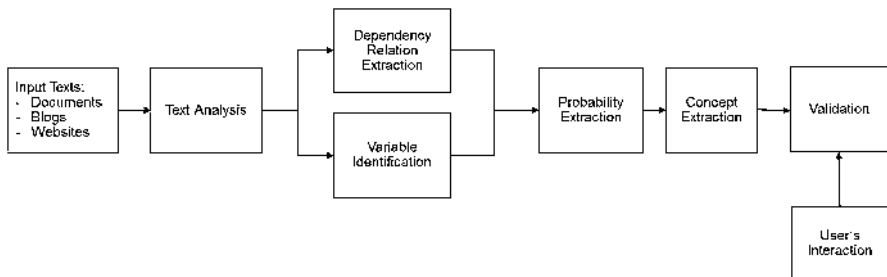 Input Texts:
- Documents
- Blogs
- Websites
Text Analysis
Dependency
Relation
Extraction
Variable
Identification
Probability
Extraction
Concept
Extraction
Validation
User's
Interaction